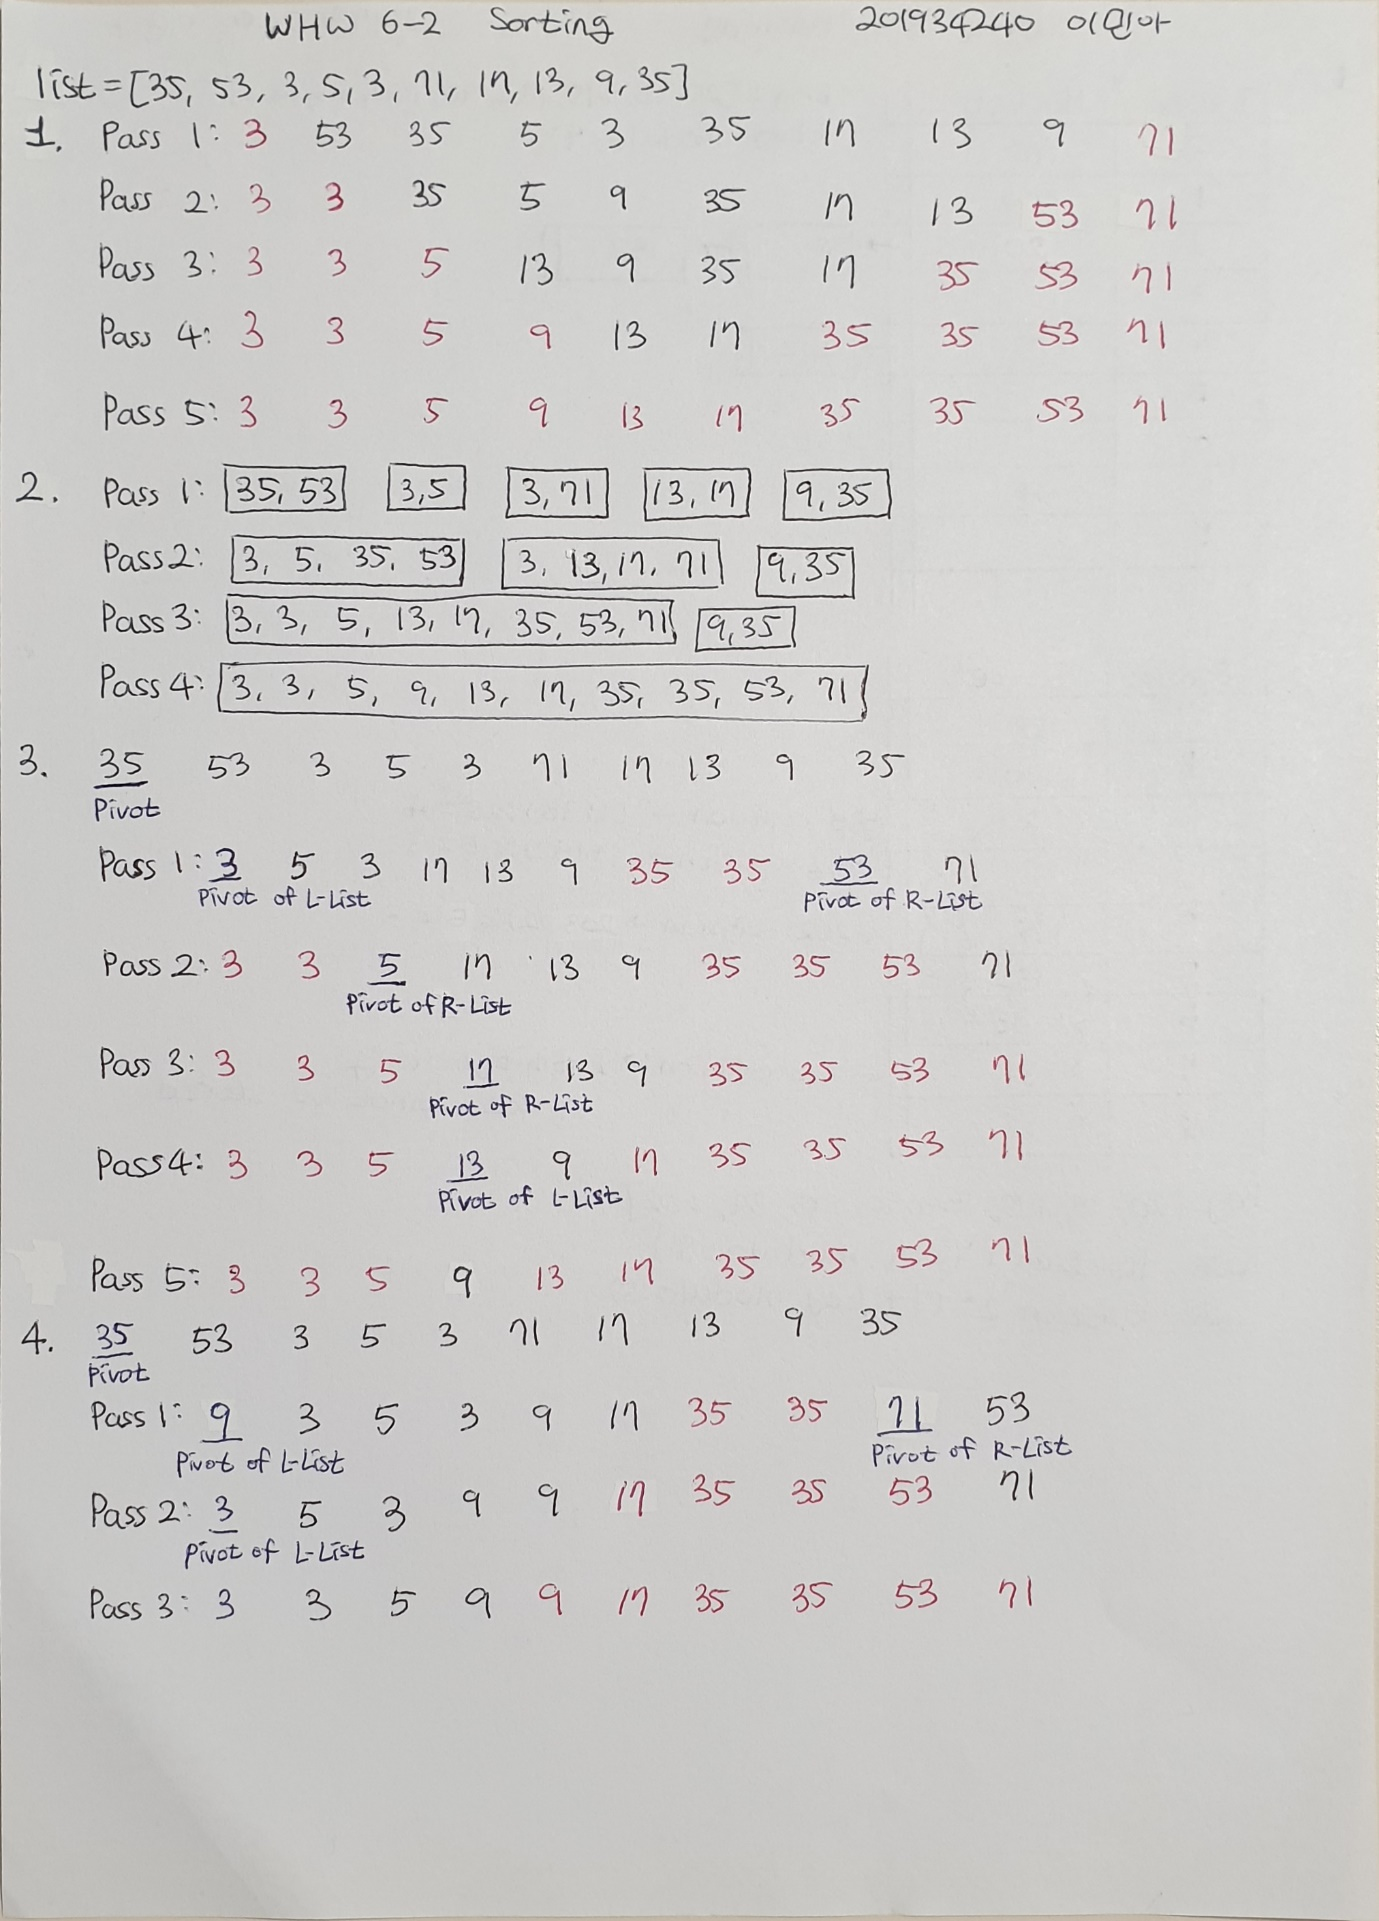 WHW 6-2 Sorting 201934240 이민아
list = [35, 53, 3, 5, 3, 71, 17, 13, 9, 35]
1. Pass 1: 3 53 35 5 3 35 17 13 9 71
Pass 2: 3 3 35 5 9 35 17 13 53 71
Pass 3: 3 3 5 13 9 35 17 35 53 71
Pass 4: 3 3 5 9 13 17 35 35 53 71
Pass 5: 3 3 5 9 13 17 35 35 53 71
2. Pass 1: 35, 53 3,5 3, 71 13, 17 9, 35
Pass 2: 3, 5, 35, 53 3, 13, 17, 71 9,35
Pass 3: 3, 3, 5, 13, 17, 35, 53, 71 9,35
Pass 4: 3, 3, 5, 9, 13, 17, 35, 35, 53, 71
3. 35 53 3 5 3 71 17 13 9 35
Pivot
Pass 1: 3 5 3 17 13 9 35 35 53 71
Pivot of L-List Pivot of R-List
Pass 2: 3 3 5 17 13 9 35 35 53 71
Pivot of R-List
Pass 3: 3 3 5 17 13 9 35 35 53 71
Pivot of R-List
Pass 4: 3 3 5 13 9 17 35 35 53 71
Pivot of L-List
Pass 5: 3 3 5 9 13 17 35 35 53 71
4. 35 53 3 5 3 71 17 13 9 35
Pivot
Pass 1: 9 3 5 3 9 17 35 35 71 53
Pivot of L-List Pivot of R-List
Pass 2: 3 5 3 9 9 17 35 35 53 71
Pivot of L-List
Pass 3: 3 3 5 9 9 17 35 35 53 71